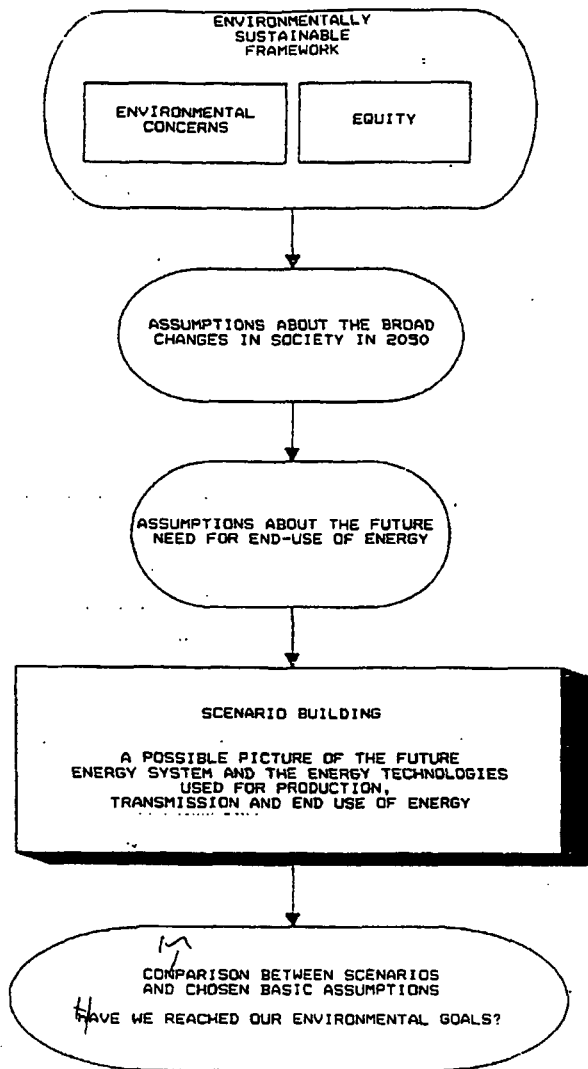 ENVIRONMENTALLY
SUSTAINABLE
FRAMEWORK
ENVIRONMENTAL
CONCERNS
EQUITY
ASSUMPTIONS ABOUT THE BROAD
CHANGES IN SOCIETY IN 2050
ASSUMPTIONS ABOUT THE FUTURE
NEED FOR END-USE OF ENERGY
SCENARIO BUILDING
A POSSIBLE PICTURE OF THE FUTURE
ENERGY SYSTEM AND THE ENERGY TECHNOLOGIES
USED FOR PRODUCTION,
TRANSMISSION AND END USE OF ENERGY
m
CONPARISON BETWEEN SCENARIOS
AND CHOSEN BASIC ASSUMPTIONS
HAVE WE REACHED OUR ENVIRONMENTAL GOALS?